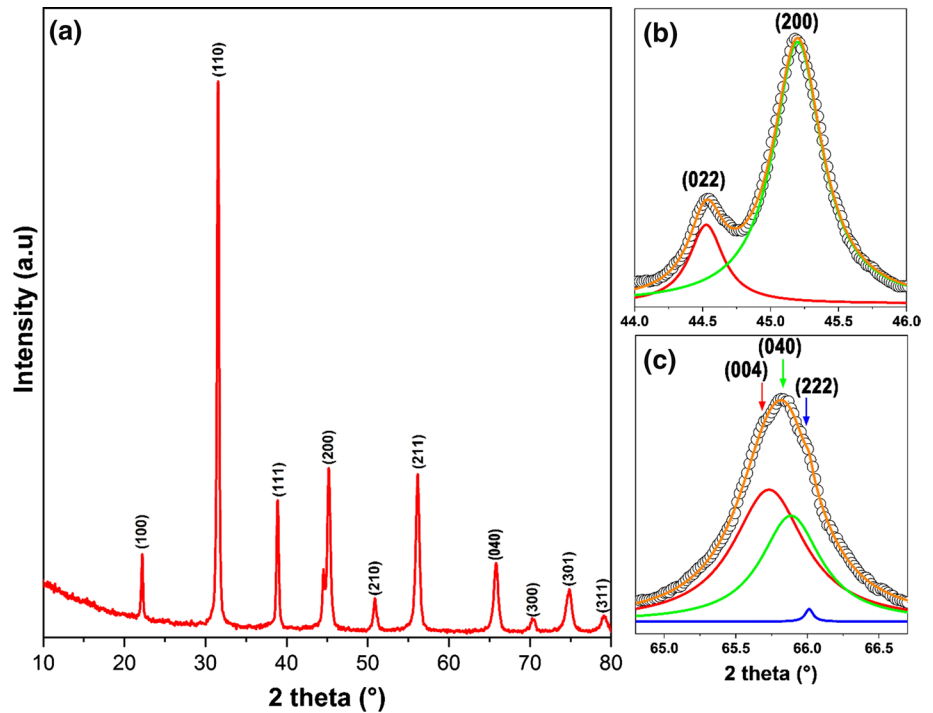 (a)
(110)
(100)
(111)
(200)
(210)
(211)
(040)
(300)
(301)
(311)
Intensity (a.u)
10 20 30 40 50 60 70 80
2 theta (°)
(b)
(200)
(022)
44.0 44.5 45.0 45.5 46.0
(c)
(040)
(004)
(222)
65.0 65.5 66.0 66.5
2 theta (°)